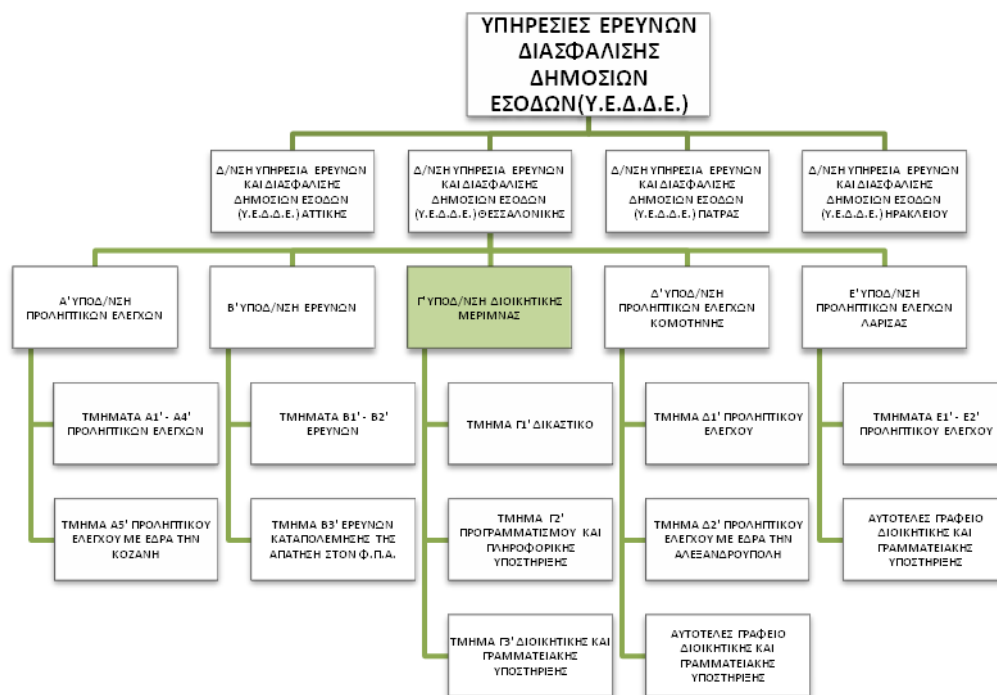 ΥΠΗΡΕΣΙΕΣ ΕΡΕΥΝΩΝ
ΔΙΑΣΦΑΛΙΣΗΣ
ΔΗΜΟΣΙΩΝ
ΕΣΟΔΩΝ(Υ.Ε.Δ.Δ.Ε.)
Δ/ΝΣΗ ΥΠΗΡΕΣΙΑ ΕΡΕΥΝΩΝ
ΚΑΙ ΔΙΑΣΦΑΛΙΣΗΣ
ΔΗΜΟΣΙΩΝ ΕΣΟΔΩΝ
(Υ.Ε.Δ.Δ.Ε.) ΑΤΤΙΚΗΣ
Δ/ΝΣΗ ΥΠΗΡΕΣΙΑ ΕΡΕΥΝΩΝ
ΚΑΙ ΔΙΑΣΦΑΛΙΣΗΣ
ΔΗΜΟΣΙΩΝ ΕΣΟΔΩΝ
(Υ.Ε.Δ.Δ.Ε.) ΘΕΣΣΑΛΟΝΙΚΗΣ
Δ/ΝΣΗ ΥΠΗΡΕΣΙΑ ΕΡΕΥΝΩΝ
ΚΑΙ ΔΙΑΣΦΑΛΙΣΗΣ
ΔΗΜΟΣΙΩΝ ΕΣΟΔΩΝ
(Υ.Ε.Δ.Δ.Ε.) ΠΑΤΡΑΣ
Δ/ΝΣΗ ΥΠΗΡΕΣΙΑ ΕΡΕΥΝΩΝ
ΚΑΙ ΔΙΑΣΦΑΛΙΣΗΣ
ΔΗΜΟΣΙΩΝ ΕΣΟΔΩΝ
(Υ.Ε.Δ.Δ.Ε.) ΗΡΑΚΛΕΙΟΥ
Α' ΥΠΟΔ/ΝΣΗ
ΠΡΟΛΗΠΤΙΚΩΝ ΕΛΕΓΧΩΝ
Β' ΥΠΟΔ/ΝΣΗ ΕΡΕΥΝΩΝ
Γ' ΥΠΟΔ/ΝΣΗ ΔΙΟΙΚΗΤΙΚΗΣ
ΜΕΡΙΜΝΑΣ
Δ' ΥΠΟΔ/ΝΣΗ
ΠΡΟΛΗΠΤΙΚΩΝ ΕΛΕΓΧΩΝ
ΚΟΜΟΤΗΝΗΣ
Ε' ΥΠΟΔ/ΝΣΗ
ΠΡΟΛΗΠΤΙΚΩΝ ΕΛΕΓΧΩΝ
ΛΑΡΙΣΑΣ
ΤΜΗΜΑΤΑ Α1' - Α4'
ΠΡΟΛΗΠΤΙΚΩΝ ΕΛΕΓΧΩΝ
ΤΜΗΜΑΤΑ Β1' - Β2'
ΕΡΕΥΝΩΝ
ΤΜΗΜΑ Γ1' ΔΙΚΑΣΤΙΚΟ
ΤΜΗΜΑ Δ1' ΠΡΟΛΗΠΤΙΚΟΥ
ΕΛΕΓΧΟΥ
ΤΜΗΜΑΤΑ Ε1' - Ε2'
ΠΡΟΛΗΠΤΙΚΟΥ ΕΛΕΓΧΟΥ
ΤΜΗΜΑ Α5' ΠΡΟΛΗΠΤΙΚΟΥ
ΕΛΕΓΧΟΥ ΜΕ ΕΔΡΑ ΤΗΝ
ΚΟΖΑΝΗ
ΤΜΗΜΑ Β3' ΕΡΕΥΝΩΝ
ΚΑΤΑΠΟΛΕΜΗΣΗΣ ΤΗΣ
ΑΠΑΤΗΣΗ ΣΤΟΝ Φ.Π.Α.
ΤΜΗΜΑ Γ2'
ΠΡΟΓΡΑΜΜΑΤΙΣΜΟΥ ΚΑΙ
ΠΛΗΡΟΦΟΡΙΚΗΣ
ΥΠΟΣΤΗΡΙΞΗΣ
ΤΜΗΜΑ Δ2' ΠΡΟΛΗΠΤΙΚΟΥ
ΕΛΕΓΧΟΥ ΜΕ ΕΔΡΑ ΤΗΝ
ΑΛΕΞΑΝΔΡΟΥΠΟΛΗ
ΑΥΤΟΤΕΛΕΣ ΓΡΑΦΕΙΟ
ΔΙΟΙΚΗΤΙΚΗΣ ΚΑΙ
ΓΡΑΜΜΑΤΕΙΑΚΗΣ
ΥΠΟΣΤΗΡΙΞΗΣ
ΤΜΗΜΑ Γ3' ΔΙΟΙΚΗΤΙΚΗΣ ΚΑΙ
ΓΡΑΜΜΑΤΕΙΑΚΗΣ
ΥΠΟΣΤΗΡΙΞΗΣ
ΑΥΤΟΤΕΛΕΣ ΓΡΑΦΕΙΟ
ΔΙΟΙΚΗΤΙΚΗΣ ΚΑΙ
ΓΡΑΜΜΑΤΕΙΑΚΗΣ
ΥΠΟΣΤΗΡΙΞΗΣ